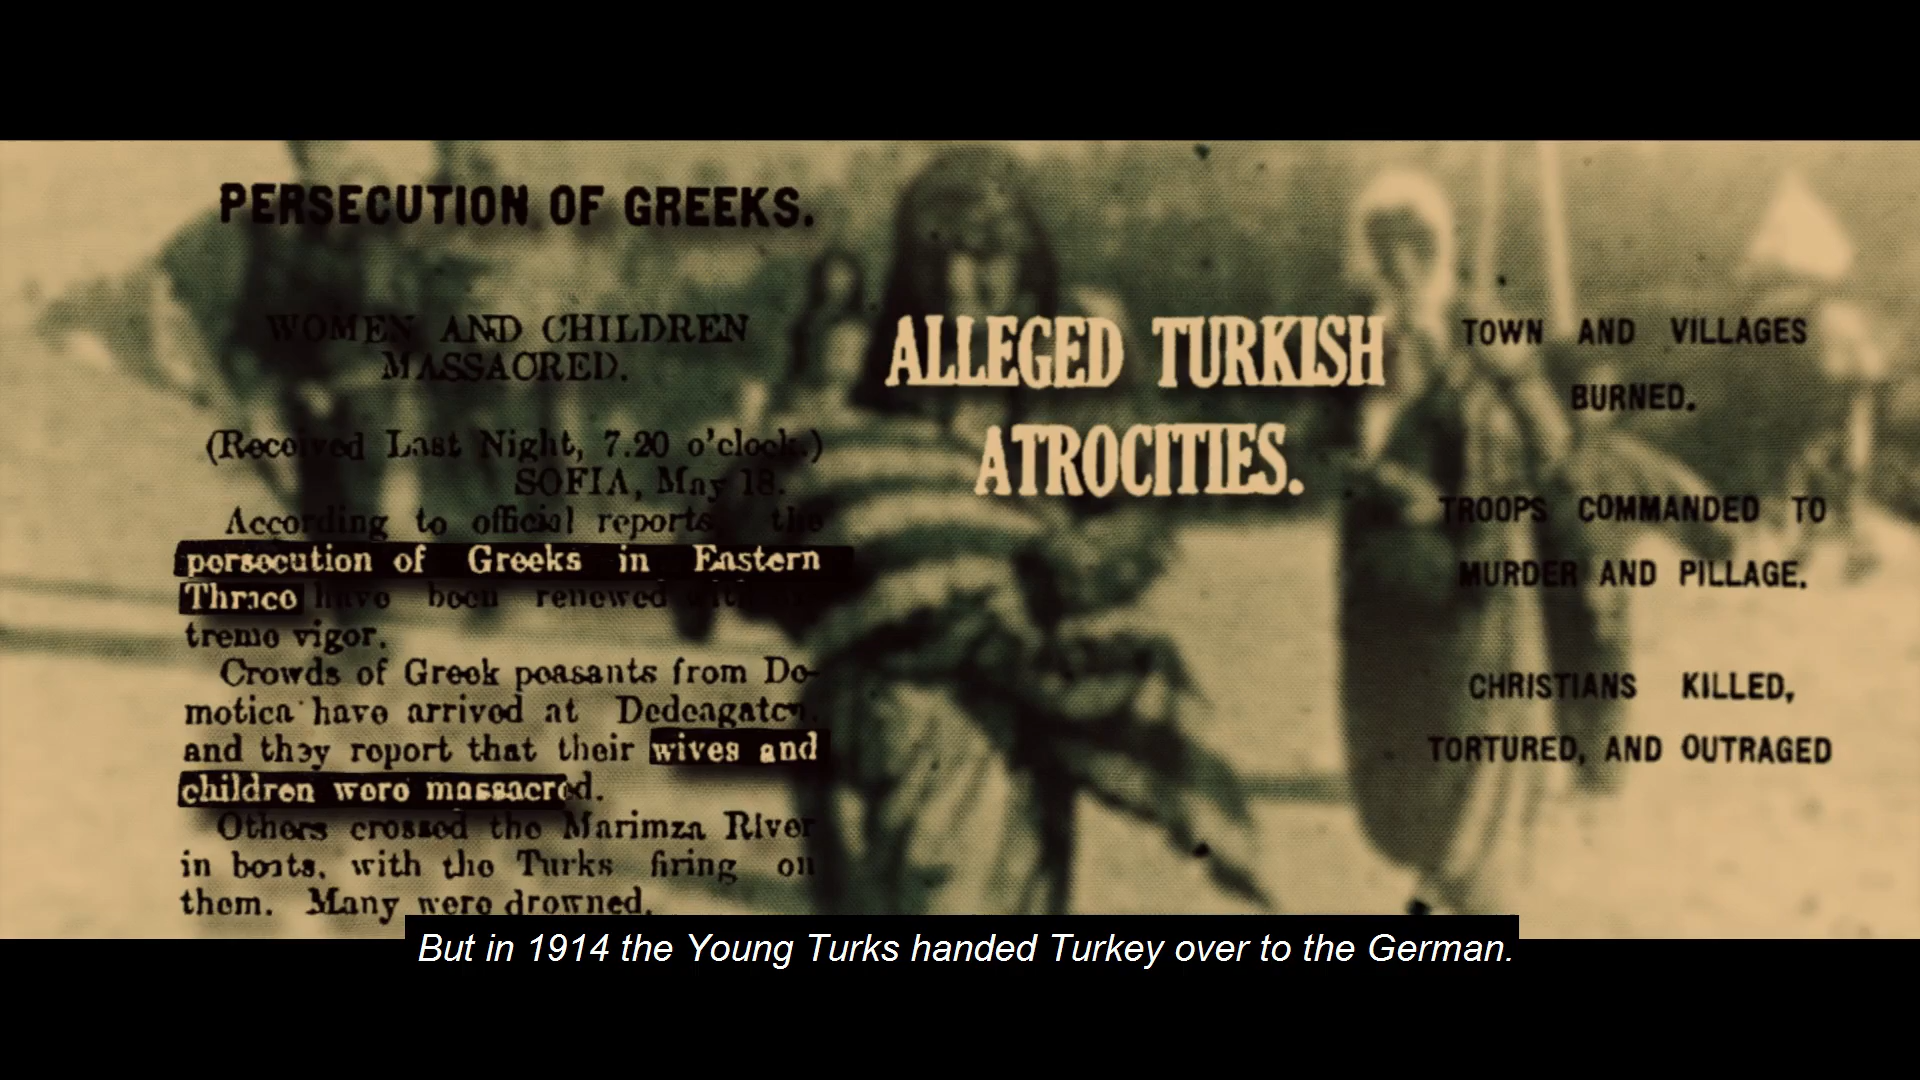 PERSECUTION OF GREEKS.
WOMEN AND CHILDREN
MASSACRED.
(Received Last Night, 7.20 o'clock.)
SOFIA, May 18.
According to official reports, the
persecution of Greeks in Eastern
Thrace have been renewed with
treme vigor.
Crowds of Greek peasants from De-
motica have arrived at Dedeagatch,
and they report that their wives and
children were massacred.
Others crossed the Marimza River
in boats, with the Turks firing on
them. Many were drowned.
ALLEGED TURKISH
ATROCITIES.
TOWN AND VILLAGES
BURNED.
TROOPS COMMANDED TO
MURDER AND PILLAGE.
CHRISTIANS KILLED,
TORTURED, AND OUTRAGED
But in 1914 the Young Turks handed Turkey over to the German.